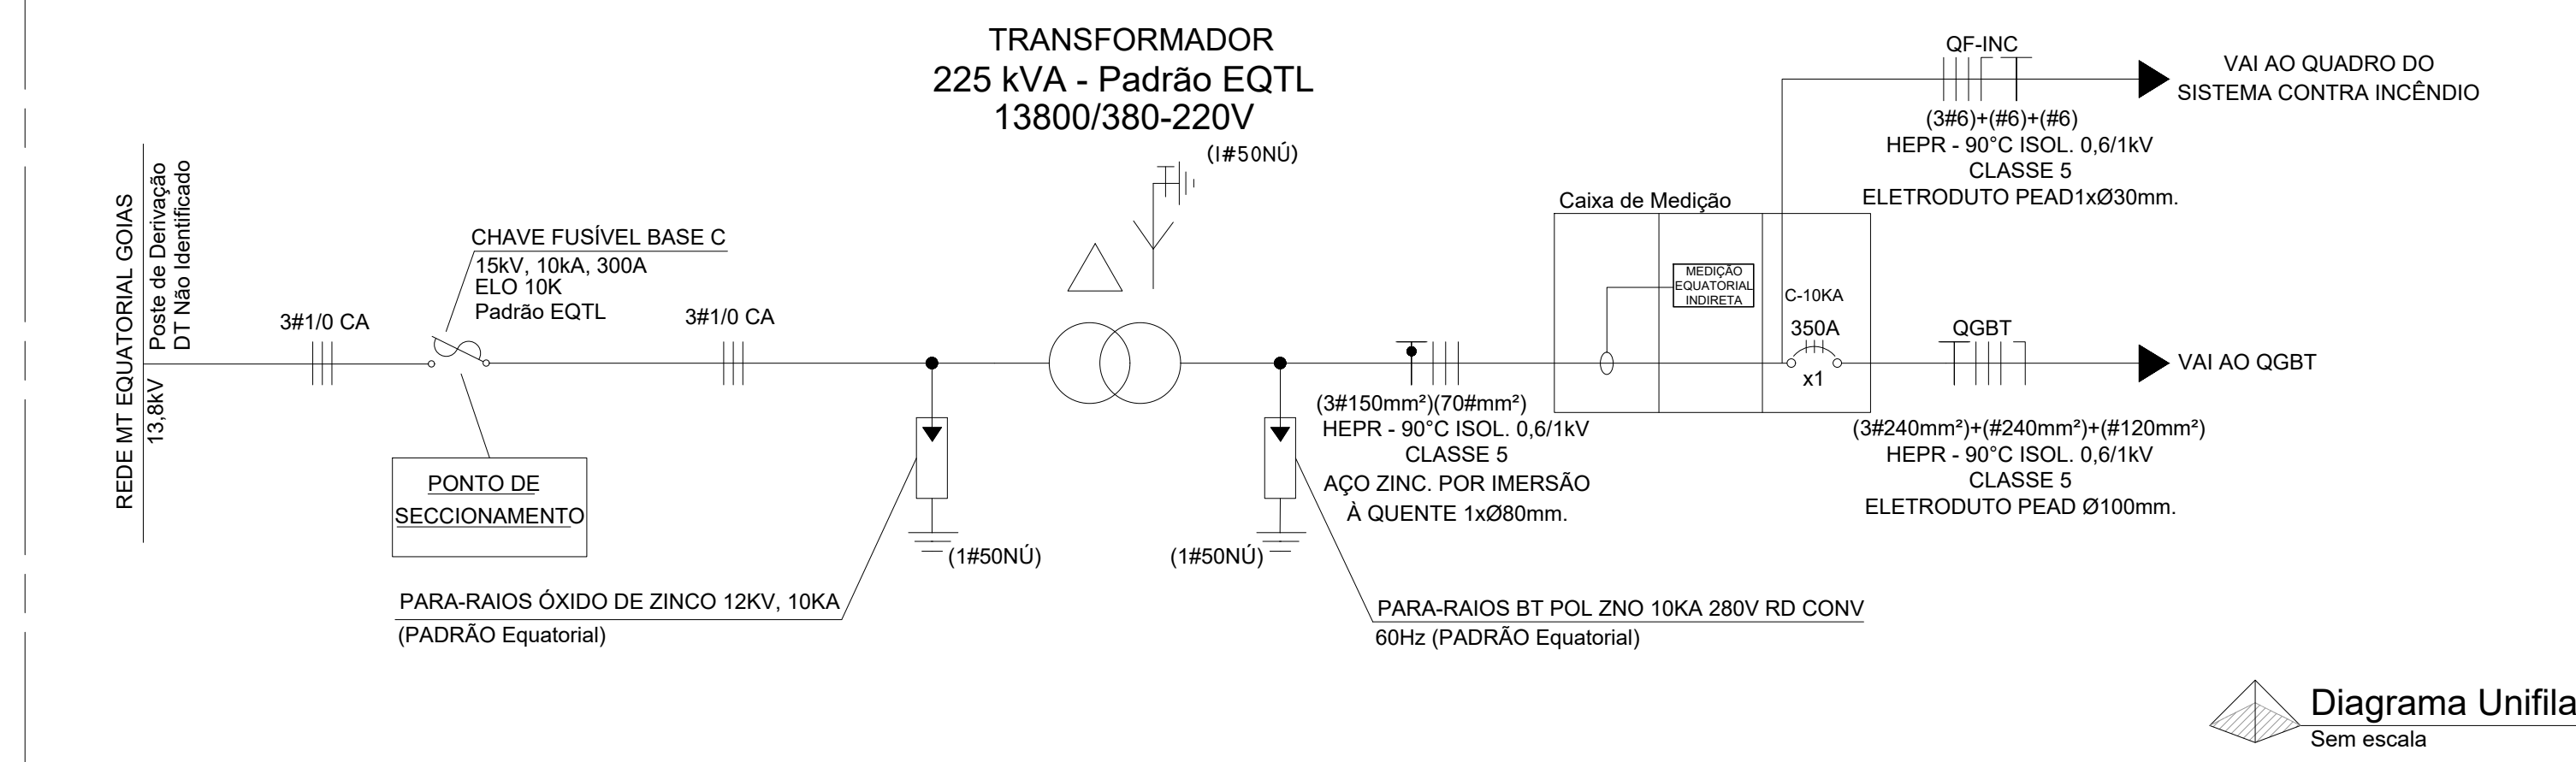 TRANSFORMADOR
225 kVA - Padrão EQTL
13800/380-220V
(I#50NÚ)
REDE MT EQUATORIAL GOIAS
13,8kV
Poste de Derivação
DT Não Identificado
3#1/0 CA
CHAVE FUSÍVEL BASE C
15kV, 10kA, 300A
ELO 10K
Padrão EQTL
3#1/0 CA
PONTO DE
SECCIONAMENTO
PARA-RAIOS ÓXIDO DE ZINCO 12KV, 10KA
(PADRÃO Equatorial)
(1#50NÚ)
(1#50NÚ)
PARA-RAIOS BT POL ZNO 10KA 280V RD CONV
60Hz (PADRÃO Equatorial)
(3#150mm²)(70#mm²)
HEPR - 90°C ISOL. 0,6/1kV
CLASSE 5
AÇO ZINC. POR IMERSÃO
À QUENTE 1xØ80mm.
Caixa de Medição
MEDIÇÃO
EQUATORIAL
INDIRETA
C-10KA
350A
x1
QF-INC
(3#6)+(#6)+(#6)
HEPR - 90°C ISOL. 0,6/1kV
CLASSE 5
ELETRODUTO PEAD1xØ30mm.
VAI AO QUADRO DO
SISTEMA CONTRA INCÊNDIO
QGBT
VAI AO QGBT
(3#240mm²)+(#240mm²)+(#120mm²)
HEPR - 90°C ISOL. 0,6/1kV
CLASSE 5
ELETRODUTO PEAD Ø100mm.
Diagrama Unifila
Sem escala